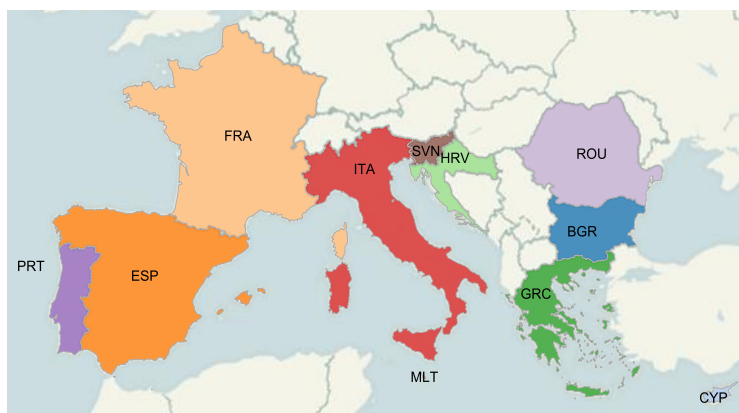 FRA
SVN
HRV
ITA
ROU
BGR
PRT
ESP
GRC
MLT
CYP